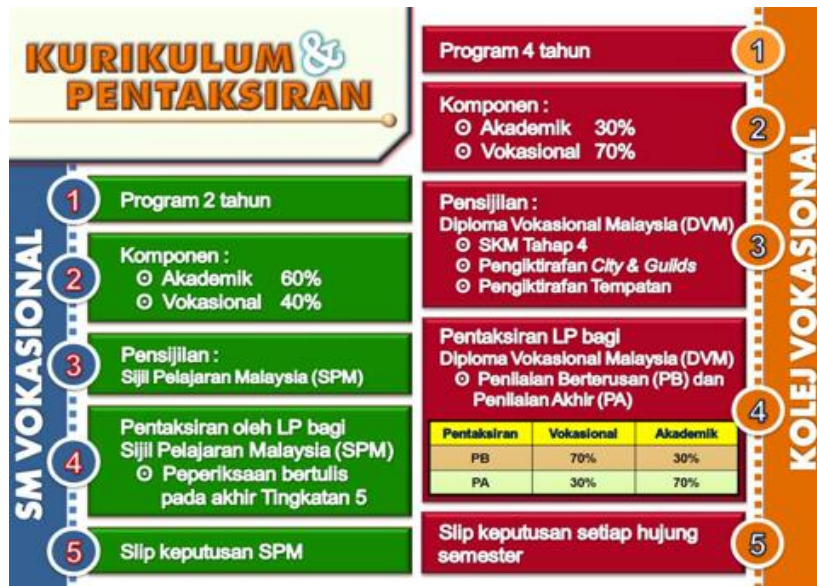 KURIKULUM &
PENTAKSIRAN
SM VOKASIONAL
1
Program 2 tahun
2
Komponen :
Akademik 60%
Vokasional 40%
3
Pensijilan :
Sijil Pelajaran Malaysia (SPM)
4
Pentaksiran oleh LP bagi
Sijil Pelajaran Malaysia (SPM)
Peperiksaan bertulis
pada akhir Tingkatan 5
5
Slip keputusan SPM
KOLEJ VOKASIONAL
Program 4 tahun
1
Komponen :
Akademik 30%
Vokasional 70%
2
Pensijilan :
Diploma Vokasional Malaysia (DVM)
SKM Tahap 4
Pengiktirafan City & Guilds
Pengiktirafan Tempatan
3
Pentaksiran LP bagi
Diploma Vokasional Malaysia (DVM)
Penilaian Berterusan (PB) dan
Penilaian Akhir (PA)
Pentaksiran Vokasional Akademik
PB 70% 30%
PA 30% 70%
4
Slip keputusan setiap hujung
semester
5